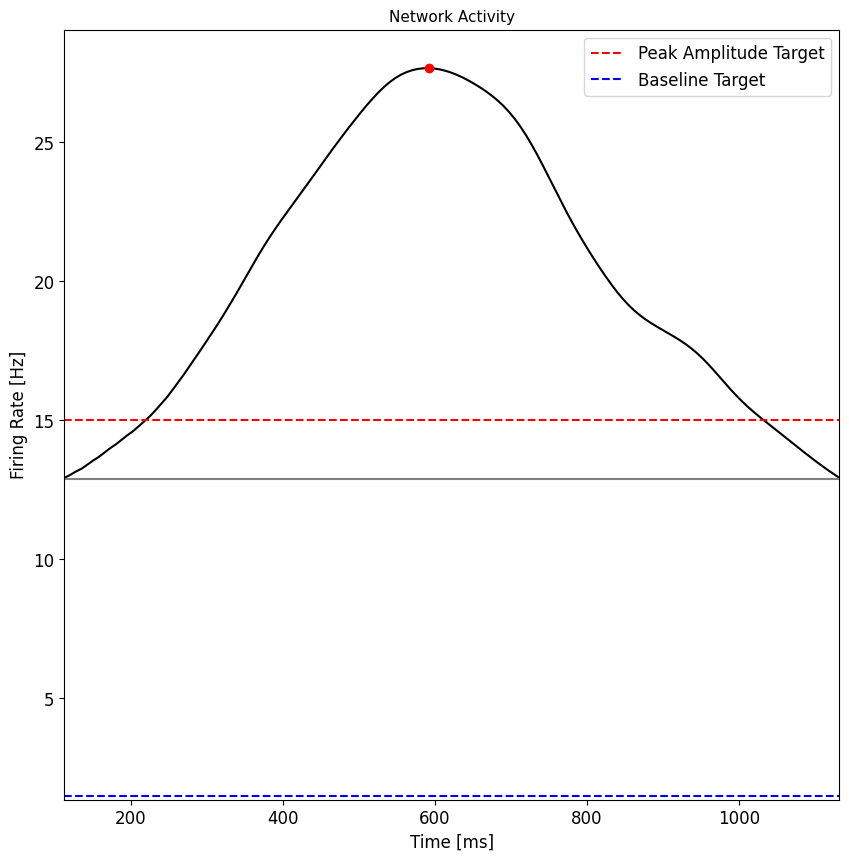 Network Activity
Peak Amplitude Target
Baseline Target
Firing Rate [Hz]
25
20
15
10
5
200 400 600 800 1000
Time [ms]